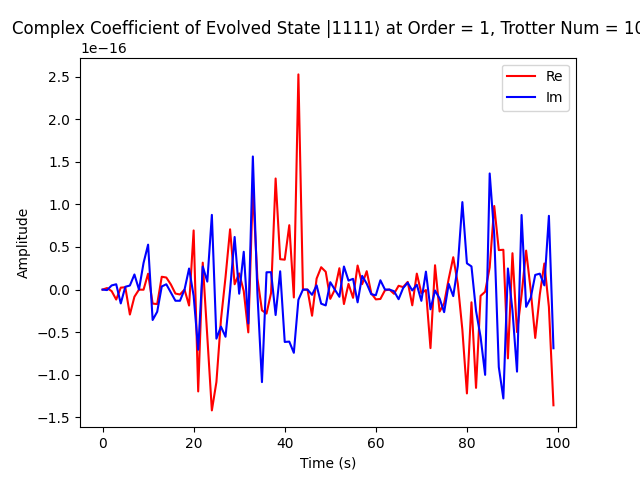 Complex Coefficient of Evolved State |1111⟩ at Order = 1, Trotter Num = 10
1e−16
2.5
2.0
1.5
1.0
0.5
0.0
−0.5
−1.0
−1.5
Amplitude
Re
Im
0 20 40 60 80 100
Time (s)